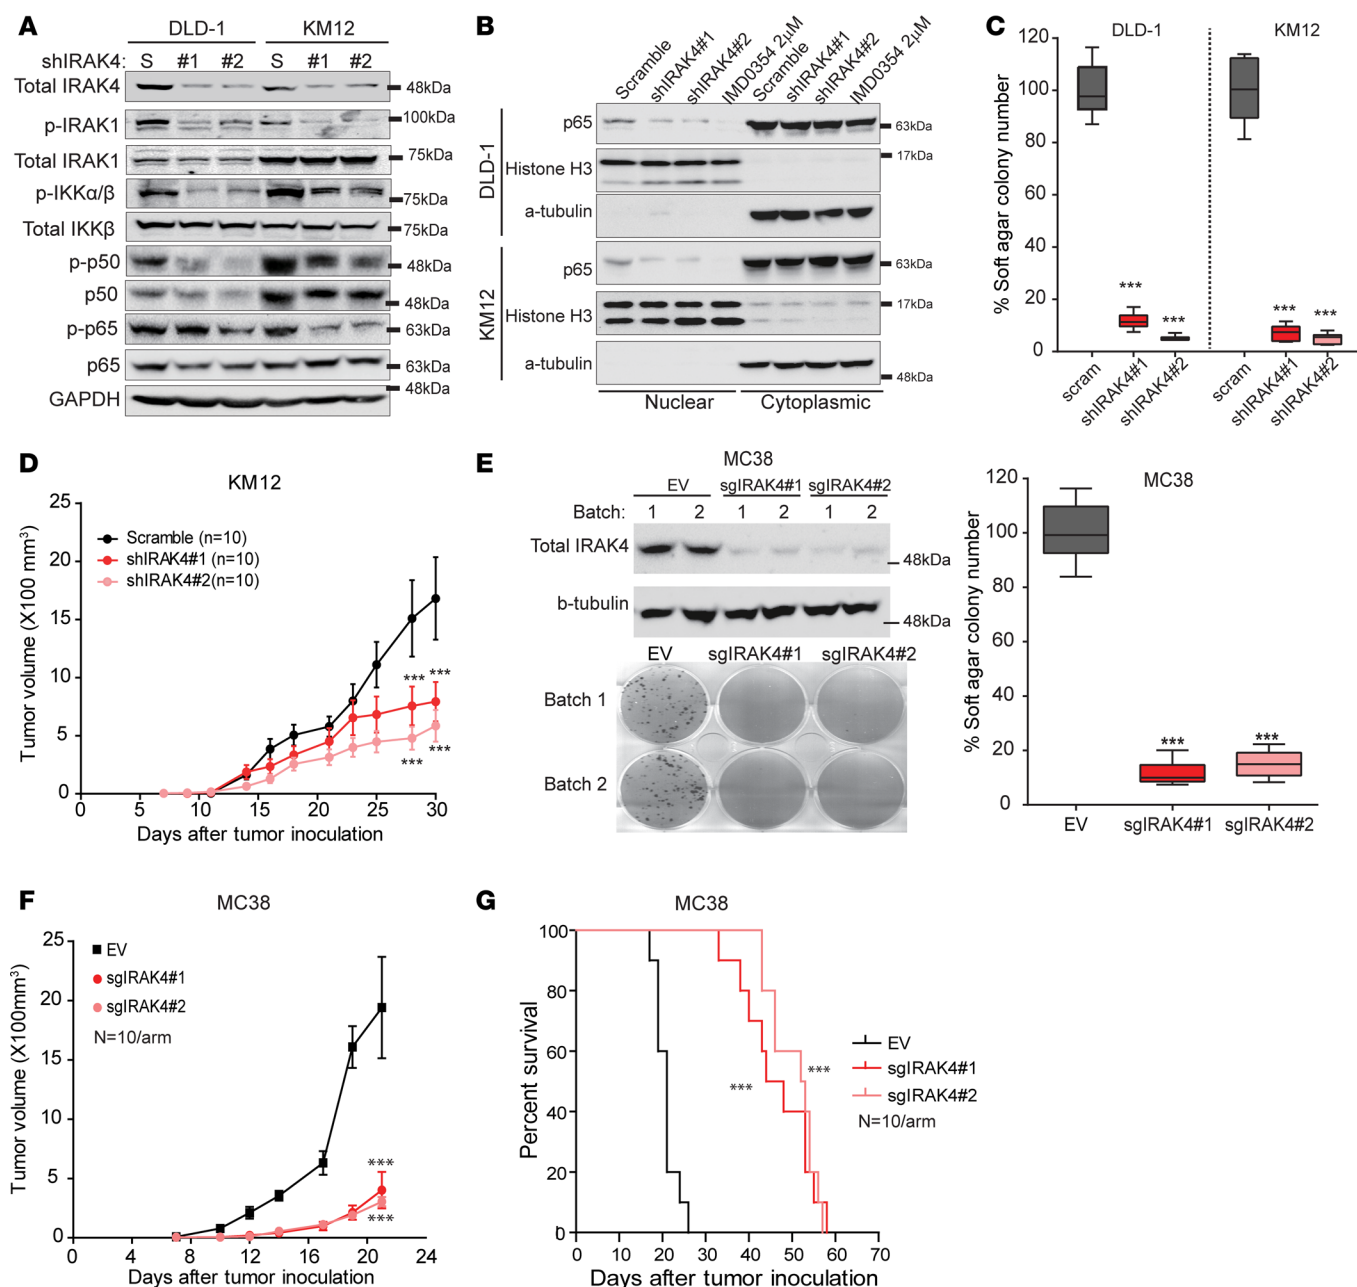 A
DLD-1 KM12
shIRAK4: S #1 #2 S #1 #2
Total IRAK4 48kDa
p-IRAK1 100kDa
Total IRAK1 75kDa
p-IKKα/β 75kDa
Total IKKβ 75kDa
p-p50 48kDa
p50 48kDa
p-p65 63kDa
p65 63kDa
48kDa
GAPDH
B
Scramble shIRAK4#1 shIRAK4#2 IMD0354 2µM Scramble shIRAK4#1 shIRAK4#2 IMD0354 2µM
DLD-1
p65 63kDa
Histone H3 17kDa
a-tubulin
KM12
p65 63kDa
Histone H3 17kDa
a-tubulin
48kDa
Nuclear Cytoplasmic
C
DLD-1 KM12
% Soft agar colony number
120
100
80
60
40
20
0
*** *** *** ***
scram shIRAK4#1 shIRAK4#2 scram shIRAK4#1 shIRAK4#2
D
KM12
Tumor volume (X100 mm³)
25
20
15
10
5
0
Scramble (n=10)
shIRAK4#1 (n=10)
shIRAK4#2(n=10)
*** ***
*** ***
0 5 10 15 20 25 30
Days after tumor inoculation
E
MC38
EV sgIRAK4#1 sgIRAK4#2
Batch: 1 2 1 2 1 2
Total IRAK4
48kDa
b-tubulin
48kDa
EV sgIRAK4#1 sgIRAK4#2
Batch 1
Batch 2
MC38
% Soft agar colony number
120
100
80
60
40
20
0
*** ***
EV sgIRAK4#1 sgIRAK4#2
F
MC38
Tumor volume (X100mm³)
25
20
15
10
5
0
EV
sgIRAK4#1
sgIRAK4#2
N=10/arm
***
***
0 4 8 12 16 20 24
Days after tumor inoculation
G
MC38
Percent survival
100
80
60
40
20
0
***
***
EV
sgIRAK4#1
sgIRAK4#2
N=10/arm
0 10 20 30 40 50 60 70
Days after tumor inoculation